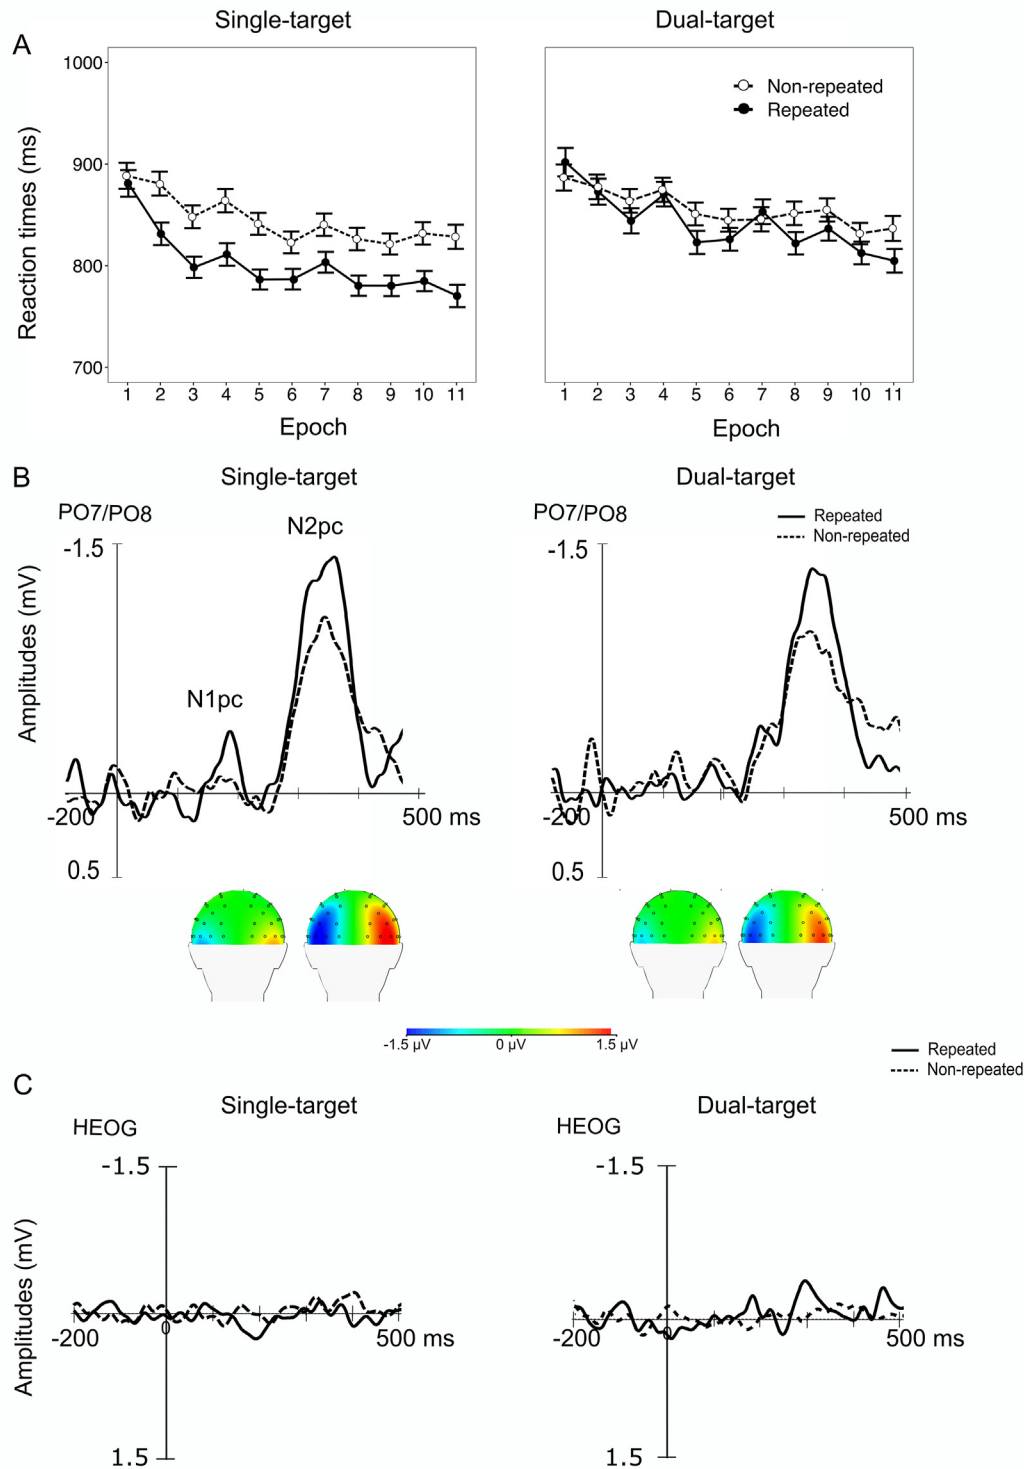 Single-target
Dual-target
A
1000
900
800
700
Reaction times (ms)
Non-repeated
Repeated
1 2 3 4 5 6 7 8 9 10 11
1 2 3 4 5 6 7 8 9 10 11
Epoch
Epoch
B
Single-target
Dual-target
PO7/PO8
PO7/PO8
N2pc
Repeated
Non-repeated
-1.5
-1.5
Amplitudes (mV)
N1pc
-200
500 ms
-200
500 ms
0.5
0.5
-1.5 µV
0 µV
1.5 µV
Repeated
Non-repeated
C
Single-target
Dual-target
HEOG
HEOG
-1.5
-1.5
Amplitudes (mV)
-200
0
500 ms
-200
0
500 ms
1.5
1.5